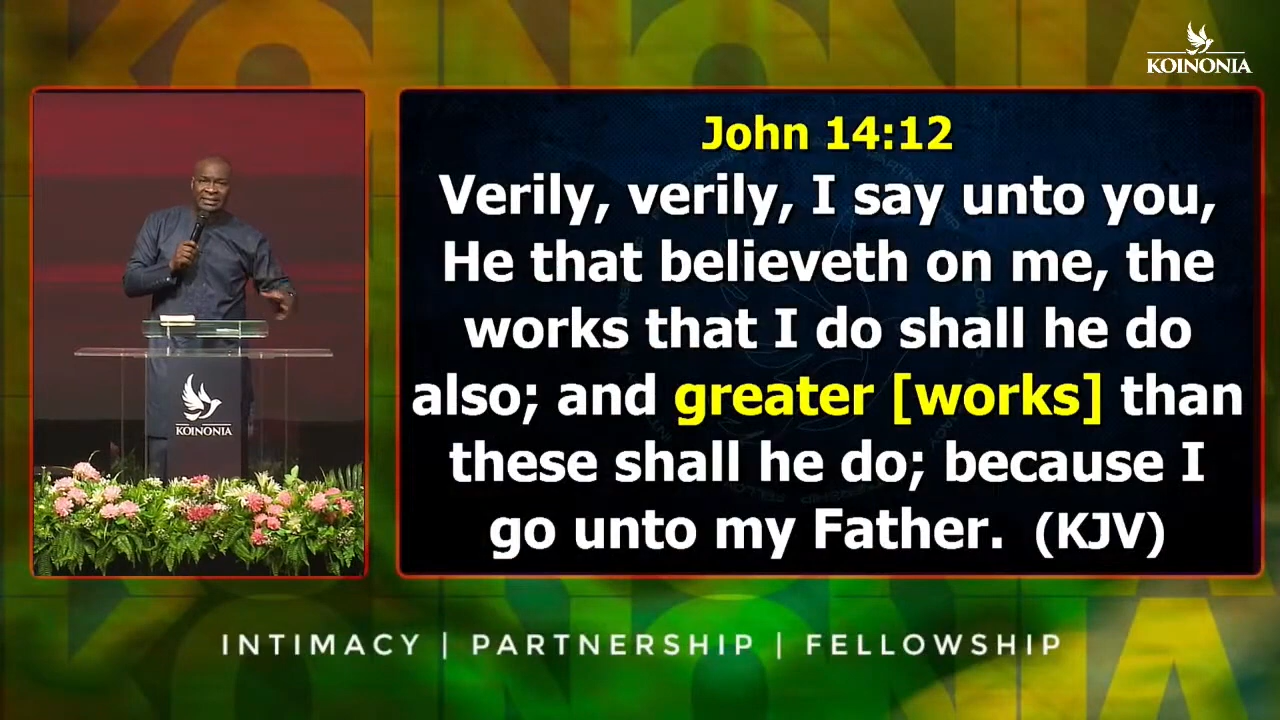 KOINONIA
John 14:12
Verily, verily, I say unto you,
He that believeth on me, the
works that I do shall he do
also; and greater [works] than
these shall he do; because I
go unto my Father. (KJV)
KOINONIA
INTIMACY | PARTNERSHIP | FELLOWSHIP